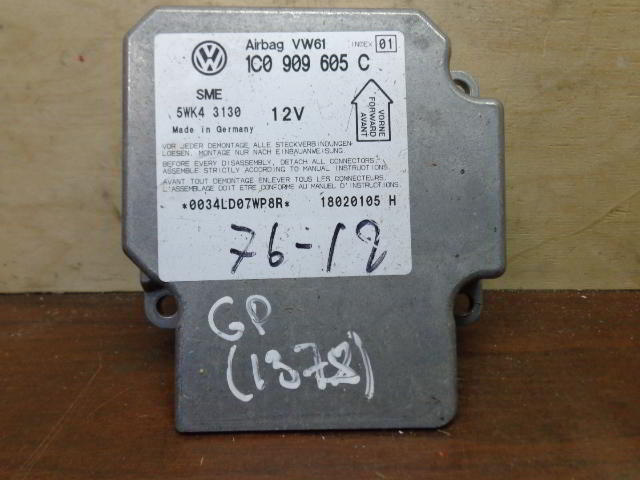 Airbag VW61 INDEX 01
1C0 909 605 C
SME
5WK4 3130 12V
Made in Germany
VORNE
FORWARD
AVANT
VOR JEDER DEMONTAGE ALLE STECKVERBINDUNGEN
LOESEN. MONTAGE NUR NACH EINBAUANWEISUNG.
BEFORE EVERY DISASSEMBLY, DETACH ALL CONNECTORS.
ASSEMBLE STRICTLY ACCORDING TO MANUAL INSTRUCTIONS.
AVANT TOUT DEMONTAGE ENLEVER TOUS LES CONNECTEURS.
L'ASSEMBLAGE DOIT ETRE CONFORME AU MANUEL D'INSTRUCTIONS.
*0034LD07WP8R* 18020105 H
76-12
GP
(1378)